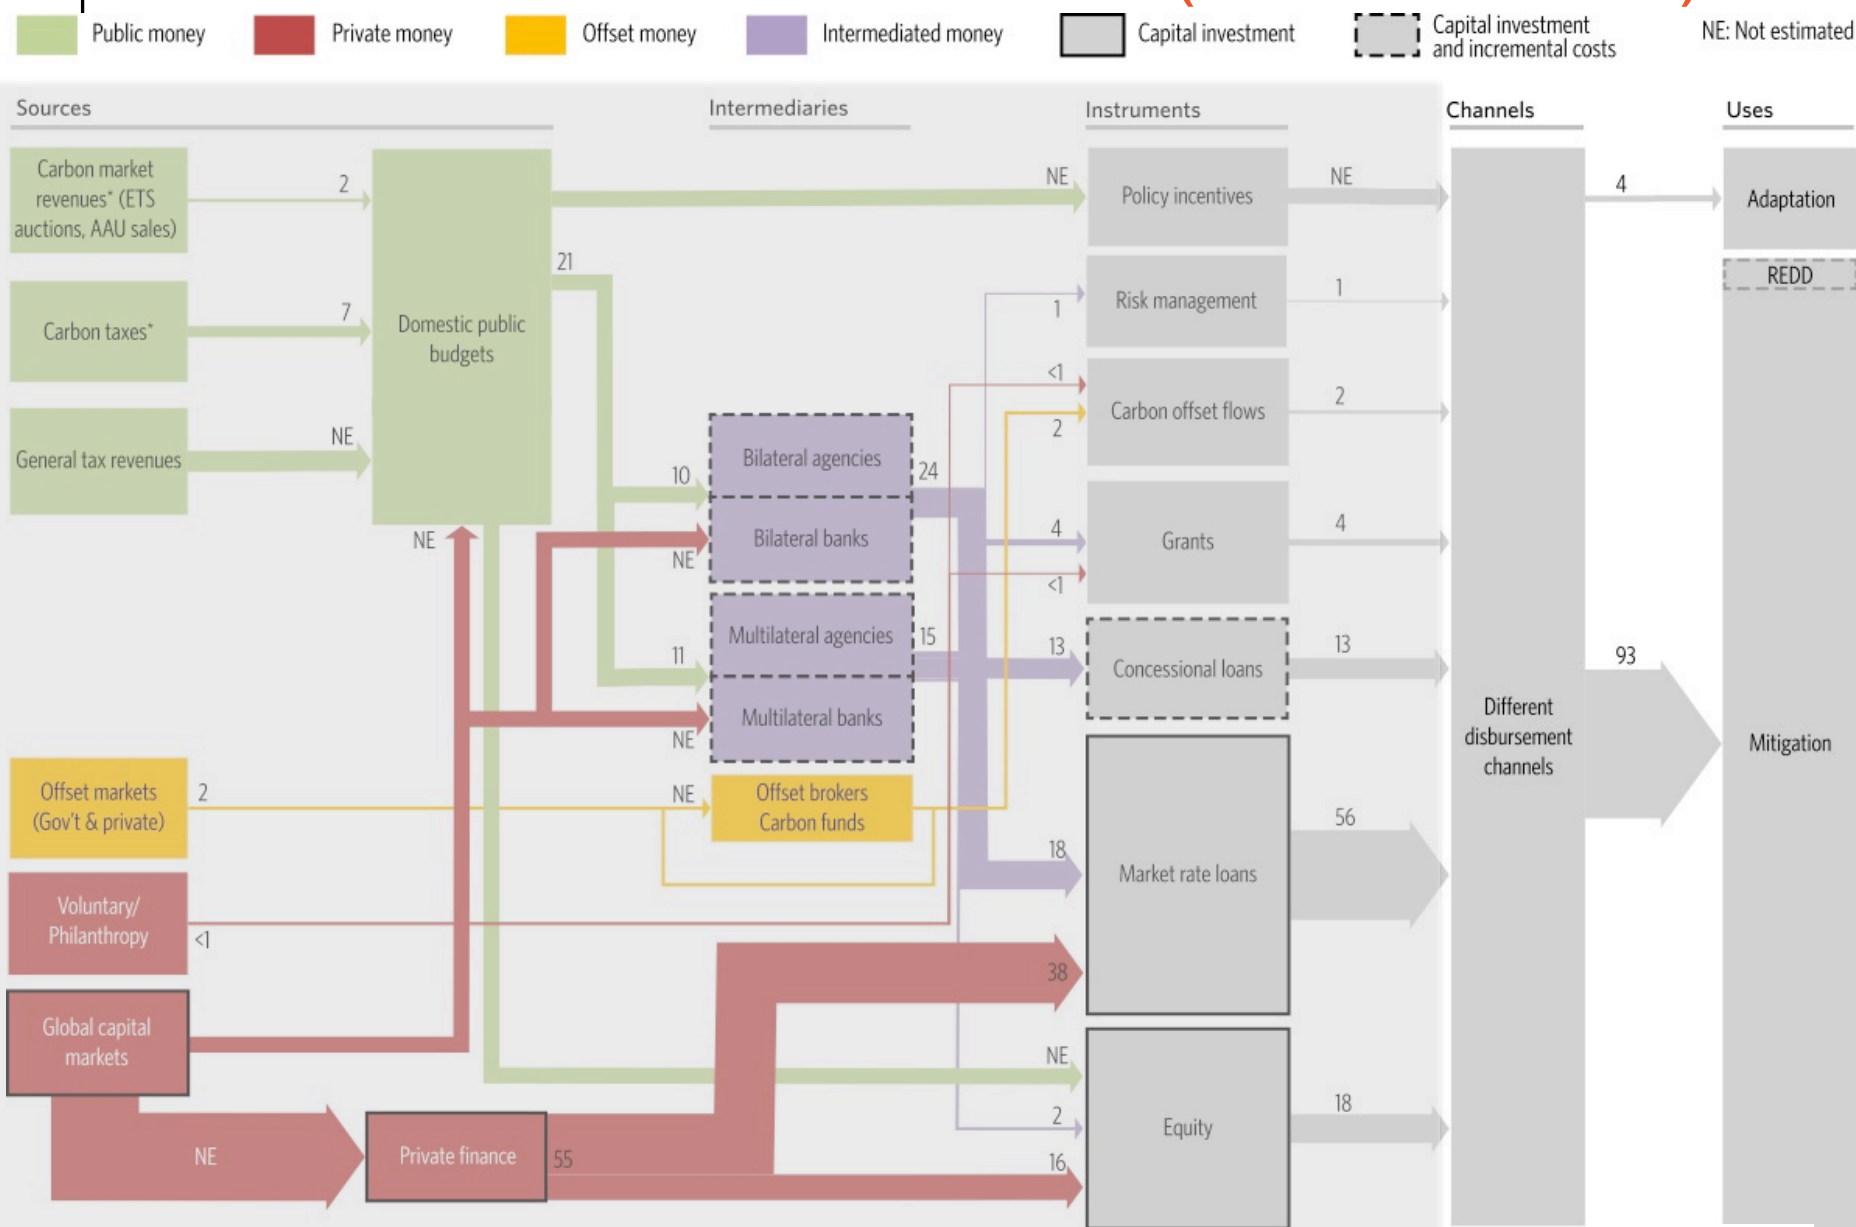 Public money
Private money
Offset money
Intermediated money
Capital investment
Capital investment
and incremental costs
NE: Not estimated
Sources
Intermediaries
Instruments
Channels
Uses
Carbon market
revenues* (ETS
auctions, AAU sales)
2
Carbon taxes*
7
General tax revenues
NE
Domestic public
budgets
21
NE
NE
Offset markets
(Gov't & private)
2
Voluntary/
Philanthropy
<1
Global capital
markets
NE
Private finance
55
10
NE
Bilateral agencies
Bilateral banks
24
11
NE
Multilateral agencies
Multilateral banks
15
NE
Offset brokers
Carbon funds
Policy incentives
NE
1
Risk management
1
<1
2
Carbon offset flows
2
4
<1
Grants
4
13
Concessional loans
13
18
38
Market rate loans
56
NE
2
16
Equity
18
Different
disbursement
channels
4
93
Adaptation
REDD
Mitigation